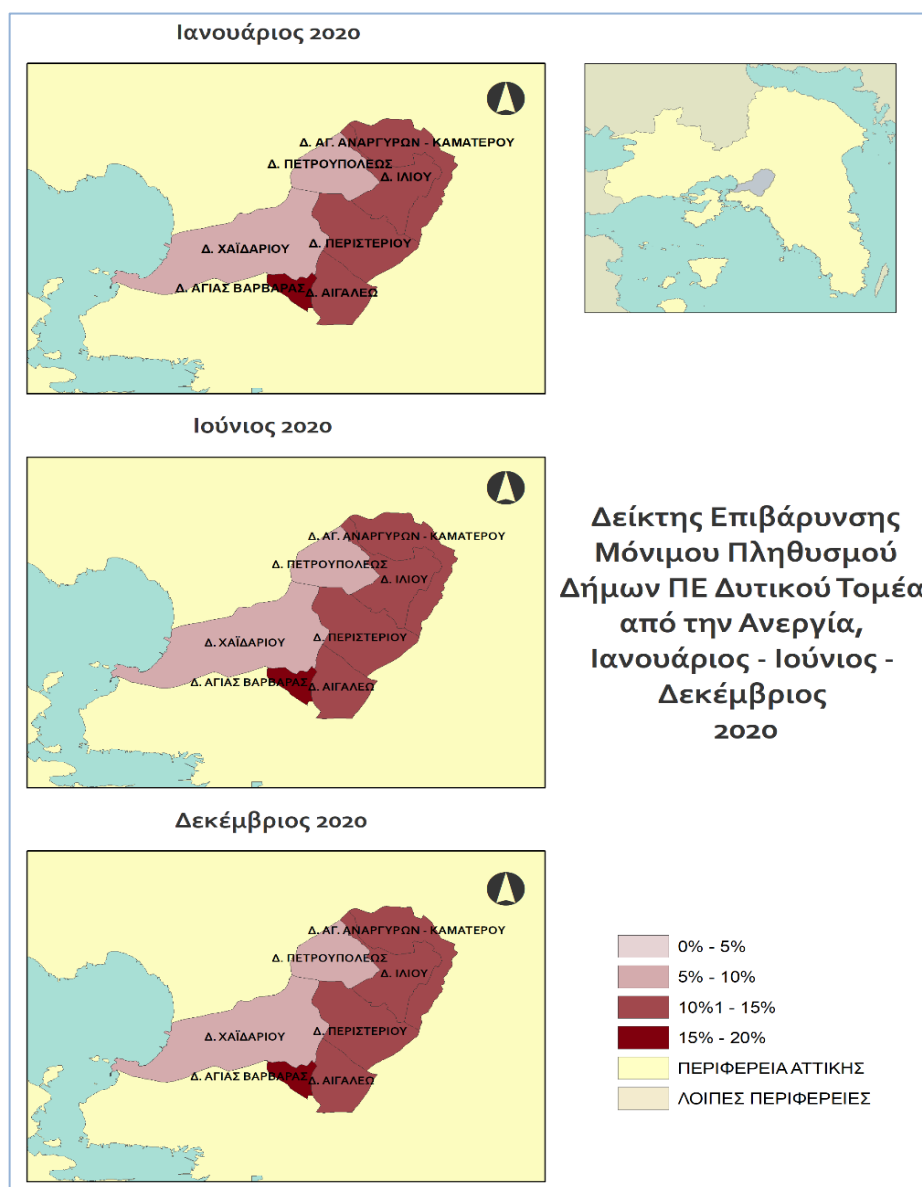 Ιανουάριος 2020
Δ. ΑΓ. ΑΝΑΡΓΥΡΩΝ - ΚΑΜΑΤΕΡΟΥ
Δ. ΠΕΤΡΟΥΠΟΛΕΩΣ
Δ. ΙΛΙΟΥ
Δ. ΧΑΪΔΑΡΙΟΥ
Δ. ΠΕΡΙΣΤΕΡΙΟΥ
Δ. ΑΓΙΑΣ ΒΑΡΒΑΡΑΣ
Δ. ΑΙΓΑΛΕΩ
Ιούνιος 2020
Δ. ΑΓ. ΑΝΑΡΓΥΡΩΝ - ΚΑΜΑΤΕΡΟΥ
Δ. ΠΕΤΡΟΥΠΟΛΕΩΣ
Δ. ΙΛΙΟΥ
Δ. ΧΑΪΔΑΡΙΟΥ
Δ. ΠΕΡΙΣΤΕΡΙΟΥ
Δ. ΑΓΙΑΣ ΒΑΡΒΑΡΑΣ
Δ. ΑΙΓΑΛΕΩ
Δείκτης Επιβάρυνσης
Μόνιμου Πληθυσμού
Δήμων ΠΕ Δυτικού Τομέα
από την Ανεργία,
Ιανουάριος - Ιούνιος -
Δεκέμβριος
2020
Δεκέμβριος 2020
Δ. ΑΓ. ΑΝΑΡΓΥΡΩΝ - ΚΑΜΑΤΕΡΟΥ
Δ. ΠΕΤΡΟΥΠΟΛΕΩΣ
Δ. ΙΛΙΟΥ
Δ. ΧΑΪΔΑΡΙΟΥ
Δ. ΠΕΡΙΣΤΕΡΙΟΥ
Δ. ΑΓΙΑΣ ΒΑΡΒΑΡΑΣ
Δ. ΑΙΓΑΛΕΩ
0% - 5%
5% - 10%
10%1 - 15%
15% - 20%
ΠΕΡΙΦΕΡΕΙΑ ΑΤΤΙΚΗΣ
ΛΟΙΠΕΣ ΠΕΡΙΦΕΡΕΙΕΣ